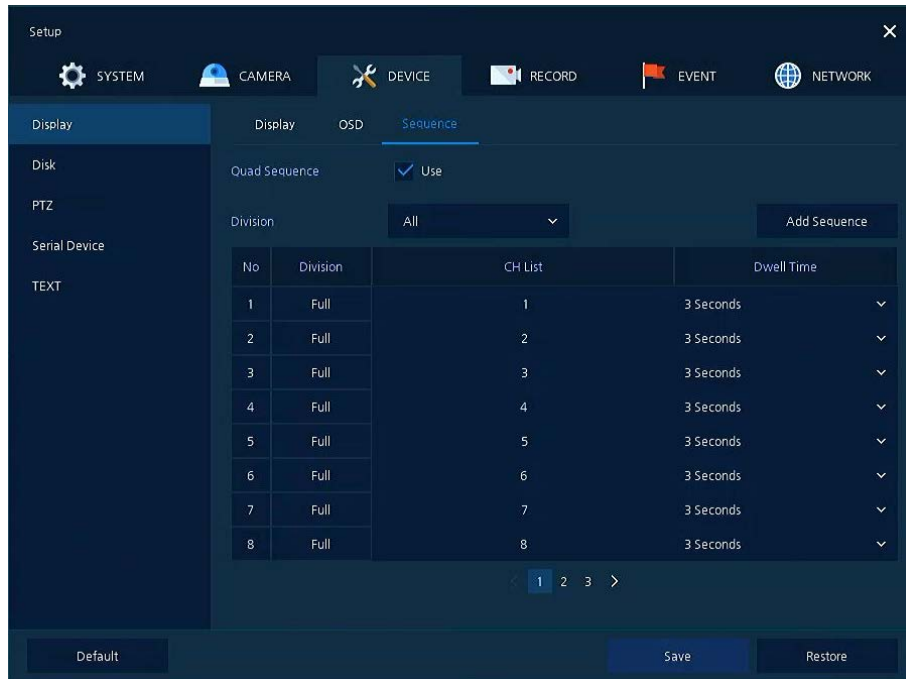 Setup
SYSTEM CAMERA DEVICE RECORD EVENT NETWORK
Display
Disk
PTZ
Serial Device
TEXT
Display OSD Sequence
Quad Sequence Use
Division All Add Sequence
No Division CH List Dwell Time
1 Full 1 3 Seconds
2 Full 2 3 Seconds
3 Full 3 3 Seconds
4 Full 4 3 Seconds
5 Full 5 3 Seconds
6 Full 6 3 Seconds
7 Full 7 3 Seconds
8 Full 8 3 Seconds
< 1 2 3 >
Default Save Restore